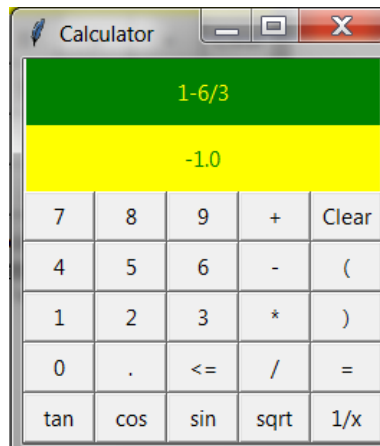 Calculator
1-6/3
-1.0
7 8 9 + Clear
4 5 6 - (
1 2 3 * )
0 . <= / =
tan cos sin sqrt 1/x